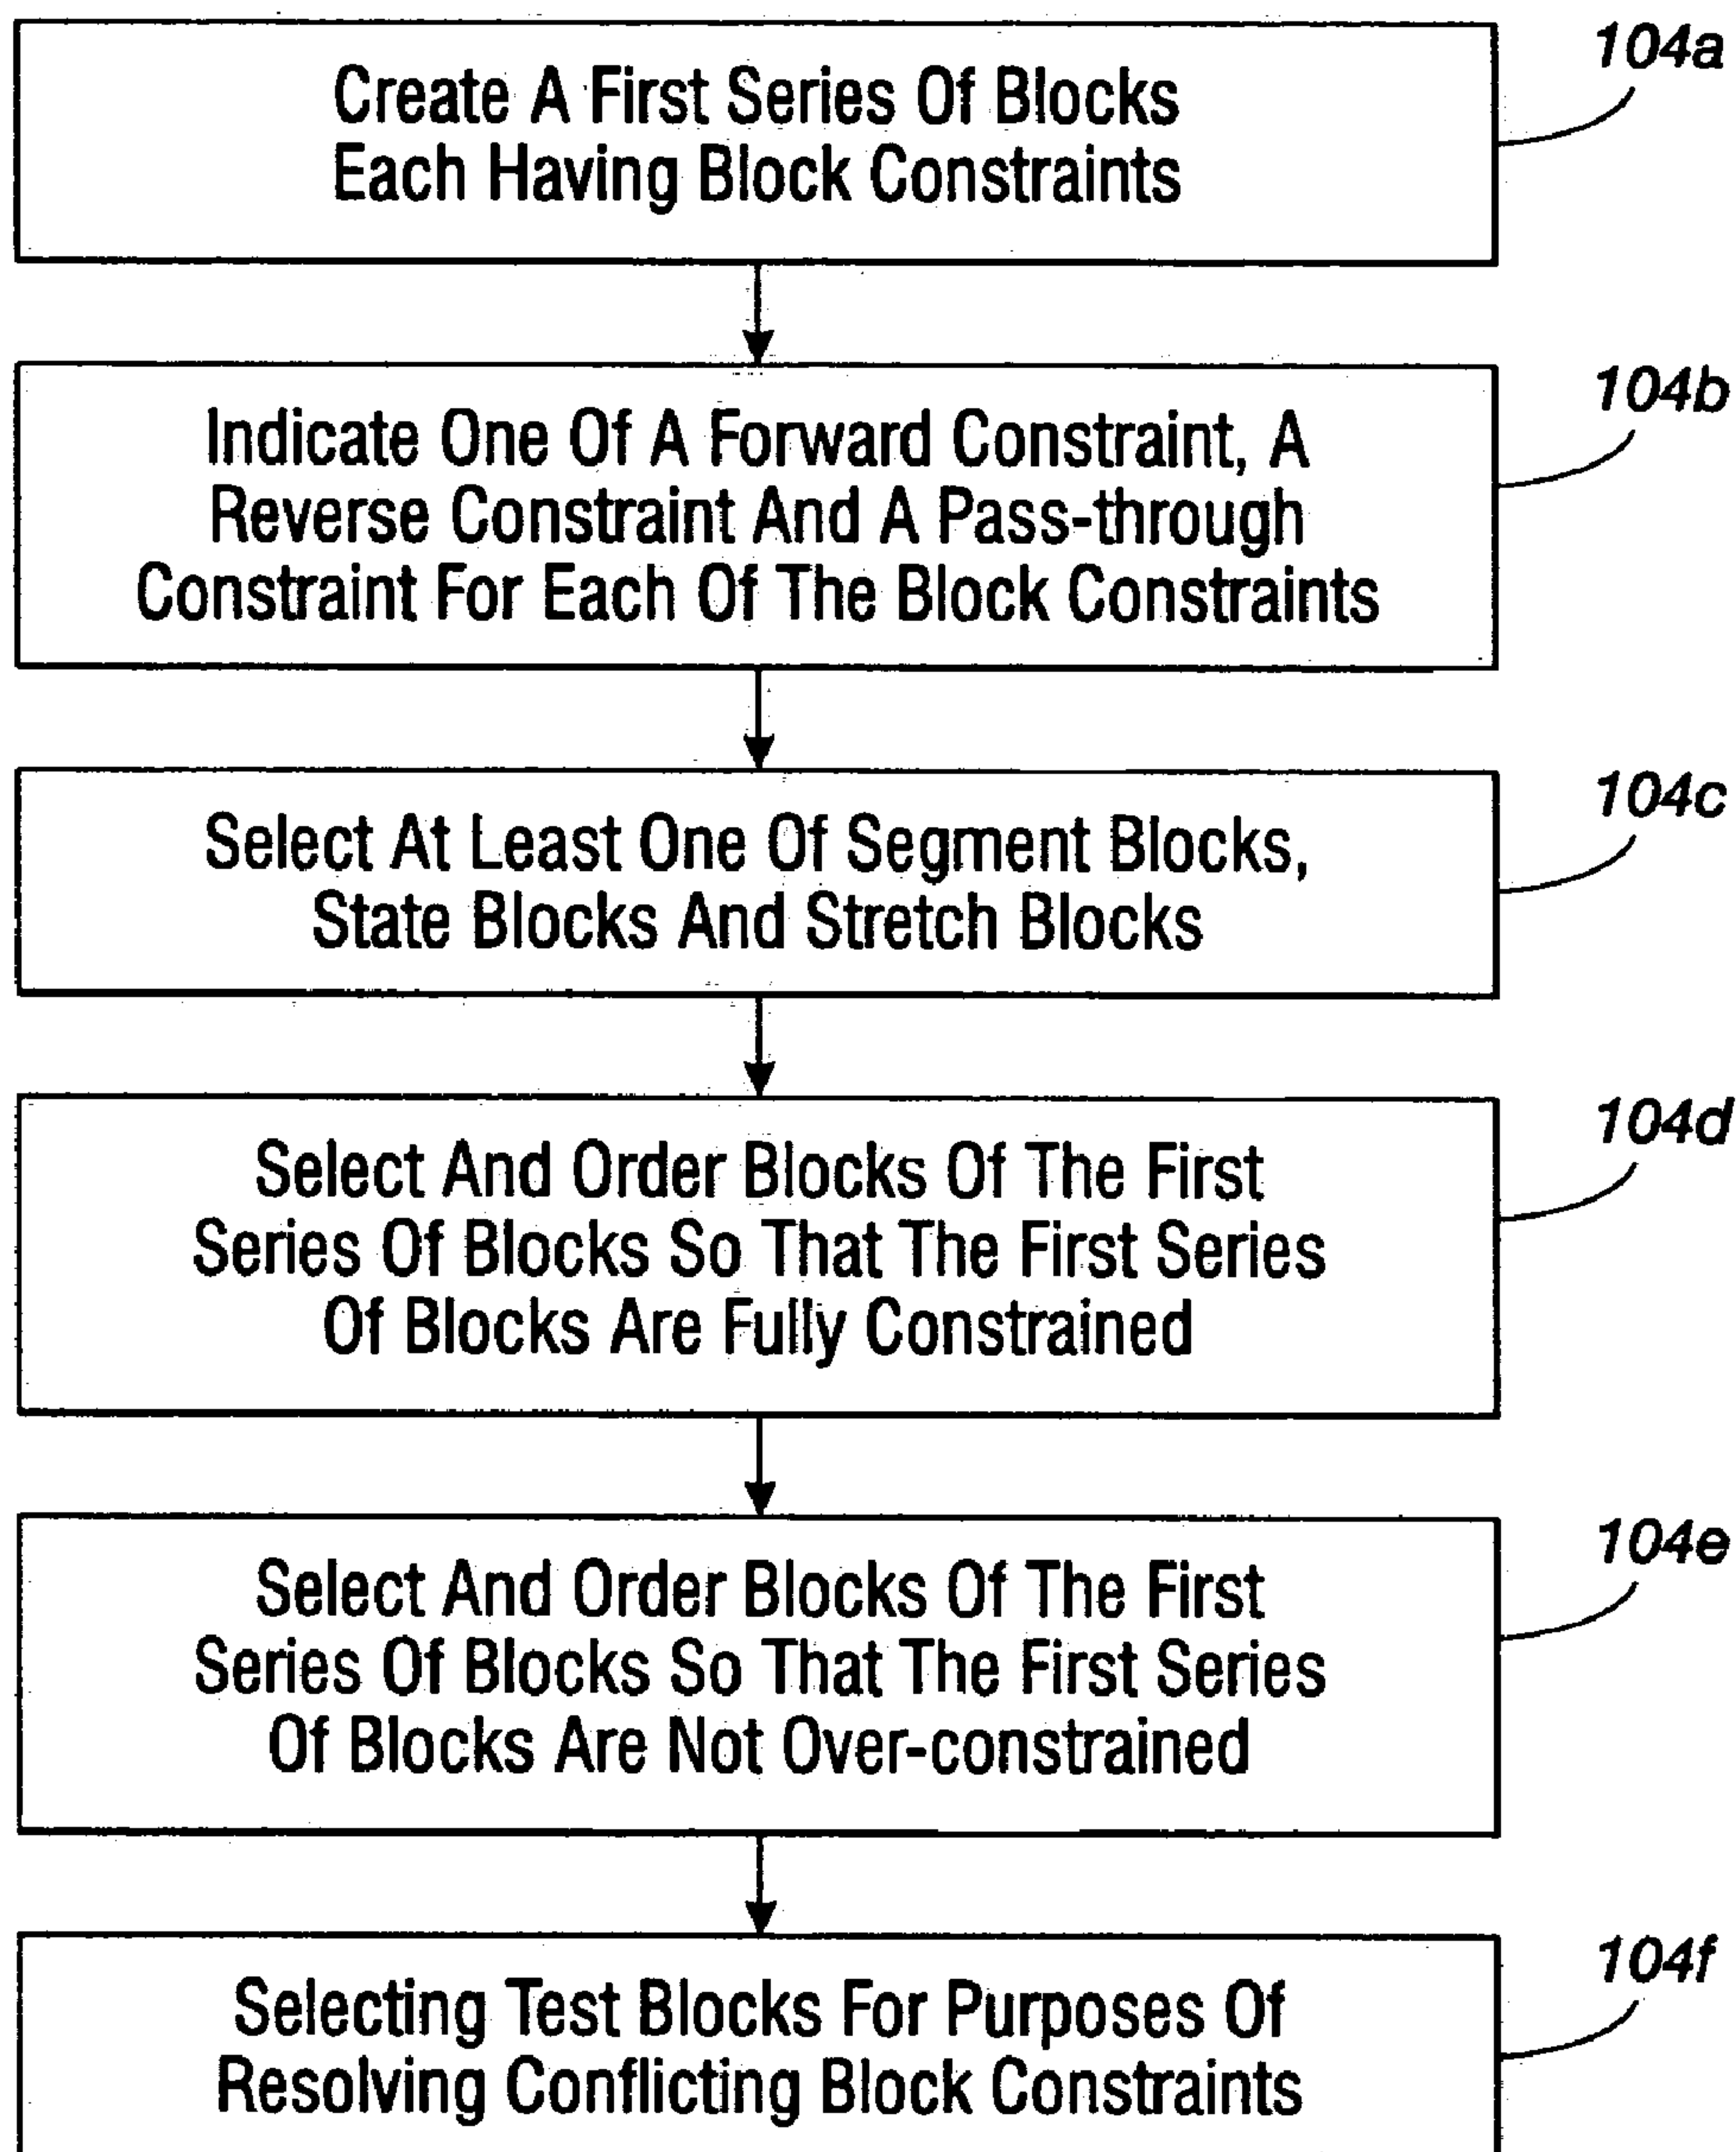 Create A First Series Of Blocks
Each Having Block Constraints
104a
Indicate One Of A Forward Constraint, A
Reverse Constraint And A Pass-through
Constraint For Each Of The Block Constraints
104b
Select At Least One Of Segment Blocks,
State Blocks And Stretch Blocks
104c
Select And Order Blocks Of The First
Series Of Blocks So That The First Series
Of Blocks Are Fully Constrained
104d
Select And Order Blocks Of The First
Series Of Blocks So That The First Series
Of Blocks Are Not Over-constrained
104e
Selecting Test Blocks For Purposes Of
Resolving Conflicting Block Constraints
104f